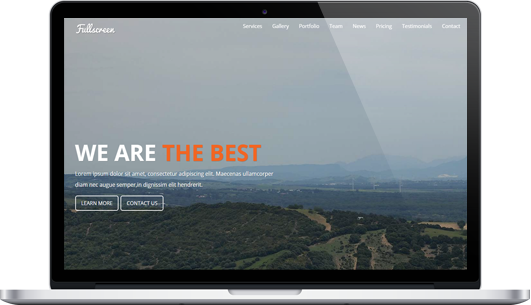 Fullscreen
Services Gallery Portfolio Team News Pricing Testimonials Contact
WE ARE THE BEST
Lorem ipsum dolor sit amet, consectetur adipiscing elit. Maecenas ullamcorper
diam nec augue semper,in dignissim elit hendrerit.
LEARN MORE CONTACT US